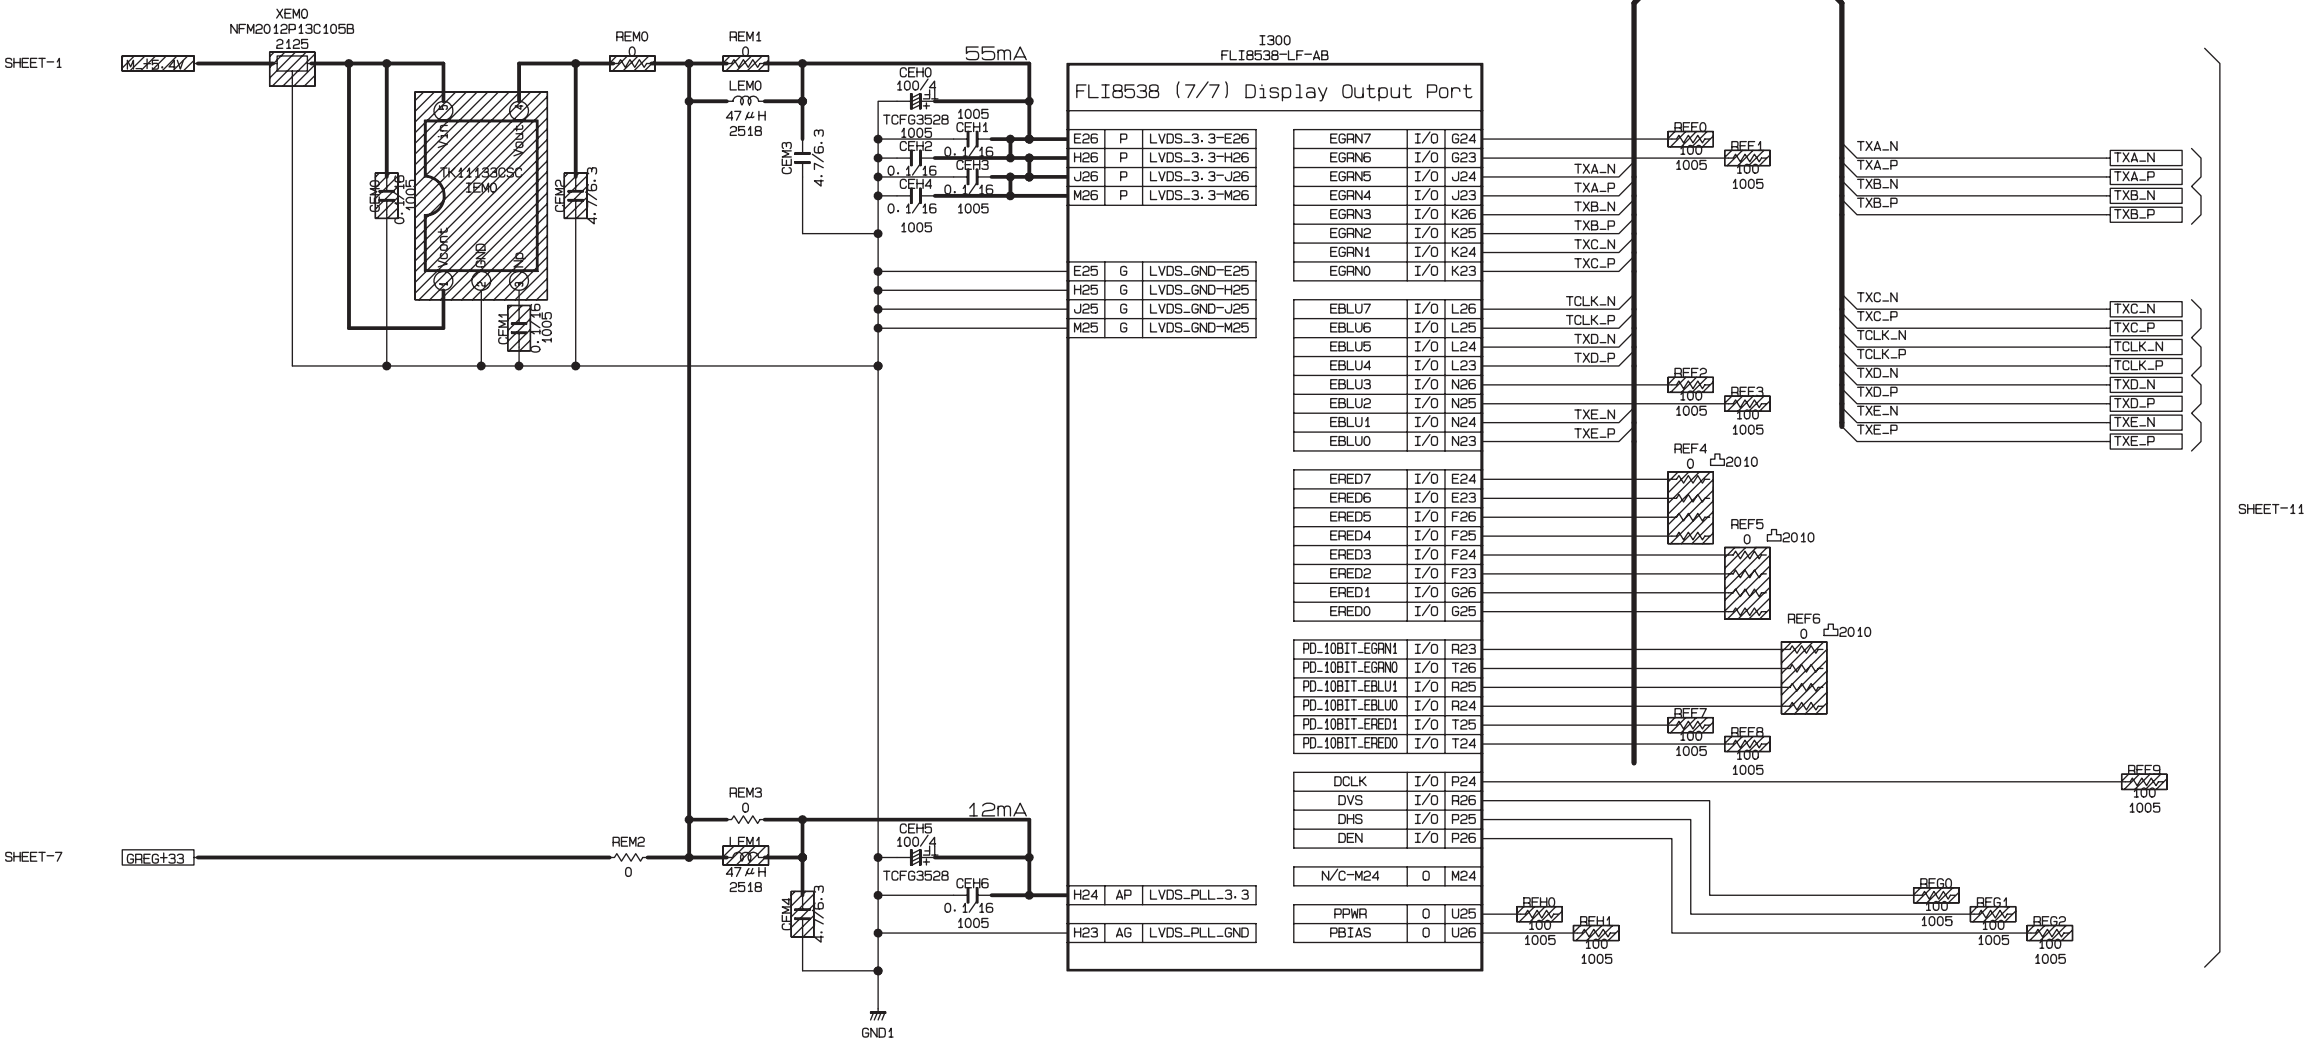 XEM0
NFM2012P13C105B
2125
SHEET-1
M_+5.4V
REM0
0
REM1
0
LEM0
47μH
2518
CEM3
4.7/6.3
Vin
Vout
TK11133CSC
IEM0
Vcont
GND
Np
5
4
1
2
3
CEM0
0.1/16
1005
CEM2
4.7/6.3
CEM1
0.1/16
1005
55mA
CEH0
100/4
+
TCFG3528
1005
CEH1
0.1/16
1005
CEH2
0.1/16
CEH3
0.1/16
1005
CEH4
0.1/16
1005
I300
FLI8538-LF-AB
FLI8538 (7/7) Display Output Port
E26 P LVDS_3.3-E26
H26 P LVDS_3.3-H26
J26 P LVDS_3.3-J26
M26 P LVDS_3.3-M26
E25 G LVDS_GND-E25
H25 G LVDS_GND-H25
J25 G LVDS_GND-J25
M25 G LVDS_GND-M25
H24 AP LVDS_PLL_3.3
H23 AG LVDS_PLL_GND
EGRN7 I/O G24
EGRN6 I/O G23
EGRN5 I/O J24
EGRN4 I/O J23
EGRN3 I/O K26
EGRN2 I/O K25
EGRN1 I/O K24
EGRN0 I/O K23
EBLU7 I/O L26
EBLU6 I/O L25
EBLU5 I/O L24
EBLU4 I/O L23
EBLU3 I/O N26
EBLU2 I/O N25
EBLU1 I/O N24
EBLU0 I/O N23
ERED7 I/O E24
ERED6 I/O E23
ERED5 I/O F26
ERED4 I/O F25
ERED3 I/O F24
ERED2 I/O F23
ERED1 I/O G26
ERED0 I/O G25
PD_10BIT_EGRN1 I/O R23
PD_10BIT_EGRN0 I/O T26
PD_10BIT_EBLU1 I/O R25
PD_10BIT_EBLU0 I/O R24
PD_10BIT_ERED1 I/O T25
PD_10BIT_ERED0 I/O T24
DCLK I/O P24
DVS I/O R26
DHS I/O P25
DEN I/O P26
N/C-M24 O M24
PPWR O U25
PBIAS O U26
TXA_N
TXA_P
TXB_N
TXB_P
TXC_N
TXC_P
TCLK_N
TCLK_P
TXD_N
TXD_P
TXE_N
TXE_P
REF0
100
1005
REF1
100
1005
REF2
100
1005
REF3
100
1005
REF4
0
2010
REF5
0
2010
REF6
0
2010
REF7
100
1005
REF8
100
1005
REF9
100
1005
REG0
100
1005
REG1
100
1005
REG2
100
1005
REH0
100
1005
REH1
100
1005
TXA_N TXA_N
TXA_P TXA_P
TXB_N TXB_N
TXB_P TXB_P
TXC_N TXC_N
TXC_P TXC_P
TCLK_N TCLK_N
TCLK_P TCLK_P
TXD_N TXD_N
TXD_P TXD_P
TXE_N TXE_N
TXE_P TXE_P
SHEET-11
SHEET-7
GREG+33
REM2
0
REM3
0
LEM1
47μH
2518
CEM4
4.7/6.3
12mA
CEH5
100/4
+
TCFG3528
CEH6
0.1/16
1005
GND1